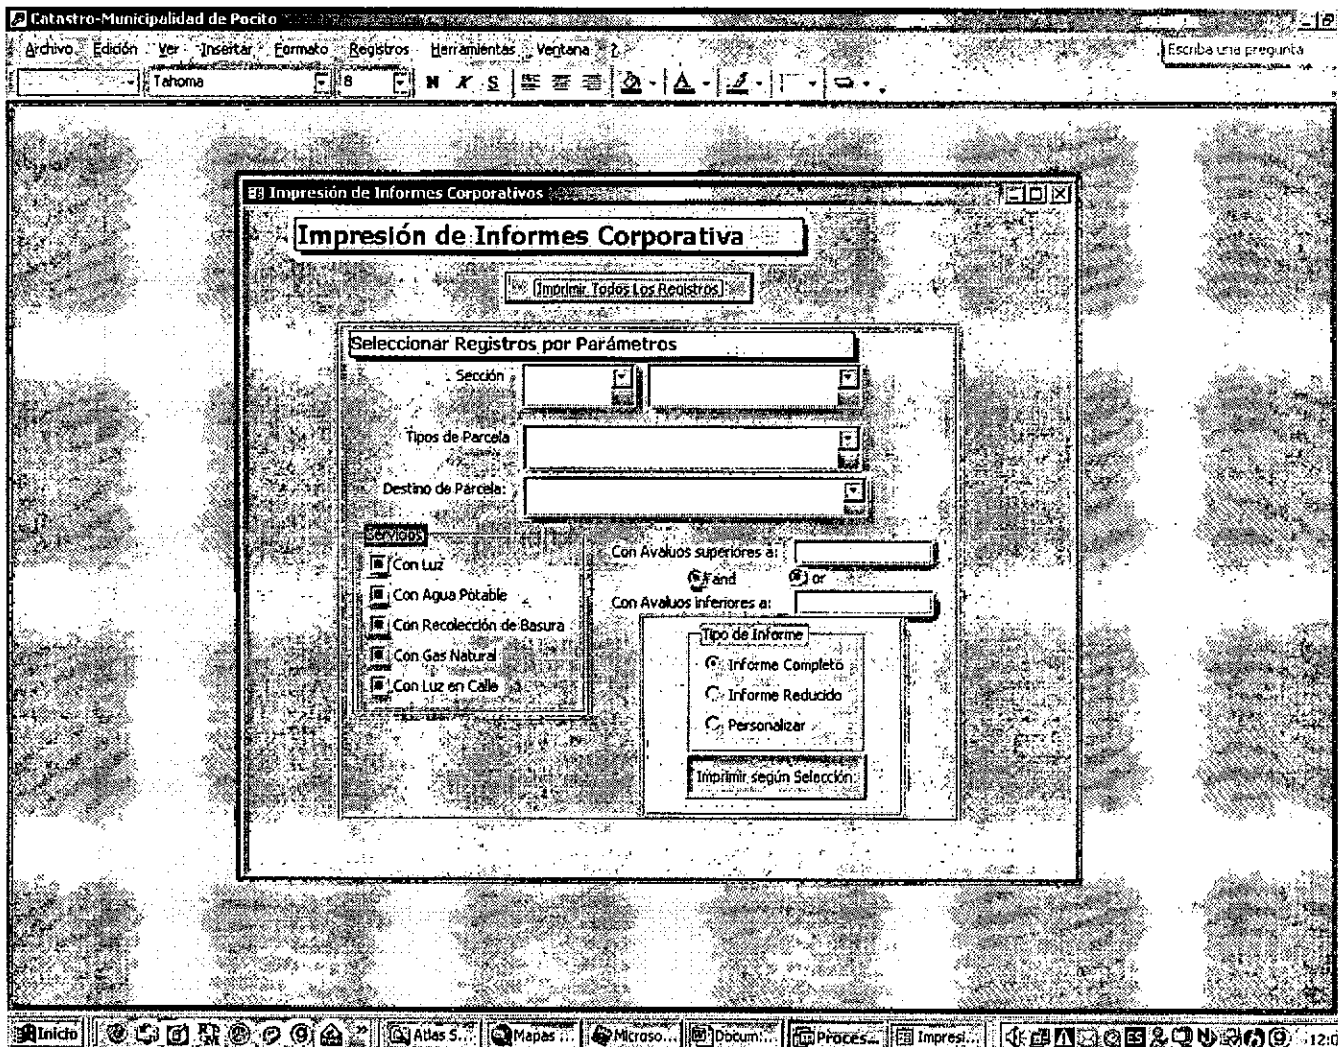 Catastro-Municipalidad de Pocito
Archivo Edición Ver Insertar Formato Registros Herramientas Ventana ?
Escriba una pregunta
Tahoma 8 N K S A
Impresión de Informes Corporativos
Impresión de Informes Corporativa
Imprimir Todos Los Registros
Seleccionar Registros por Parámetros
Sección
Tipos de Parcela
Destino de Parcela:
Servicios
Con Luz
Con Agua Potable
Con Recolección de Basura
Con Gas Natural
Con Luz en Calle
Con Avaluos superiores a:
and or
Con Avaluos inferiores a:
Tipo de Informe
Informe Completo
Informe Reducido
Personalizar
Imprimir según Selección
Inicio Atlas S... Mapas ... Microso... Docum... Proces... Impresi... ES